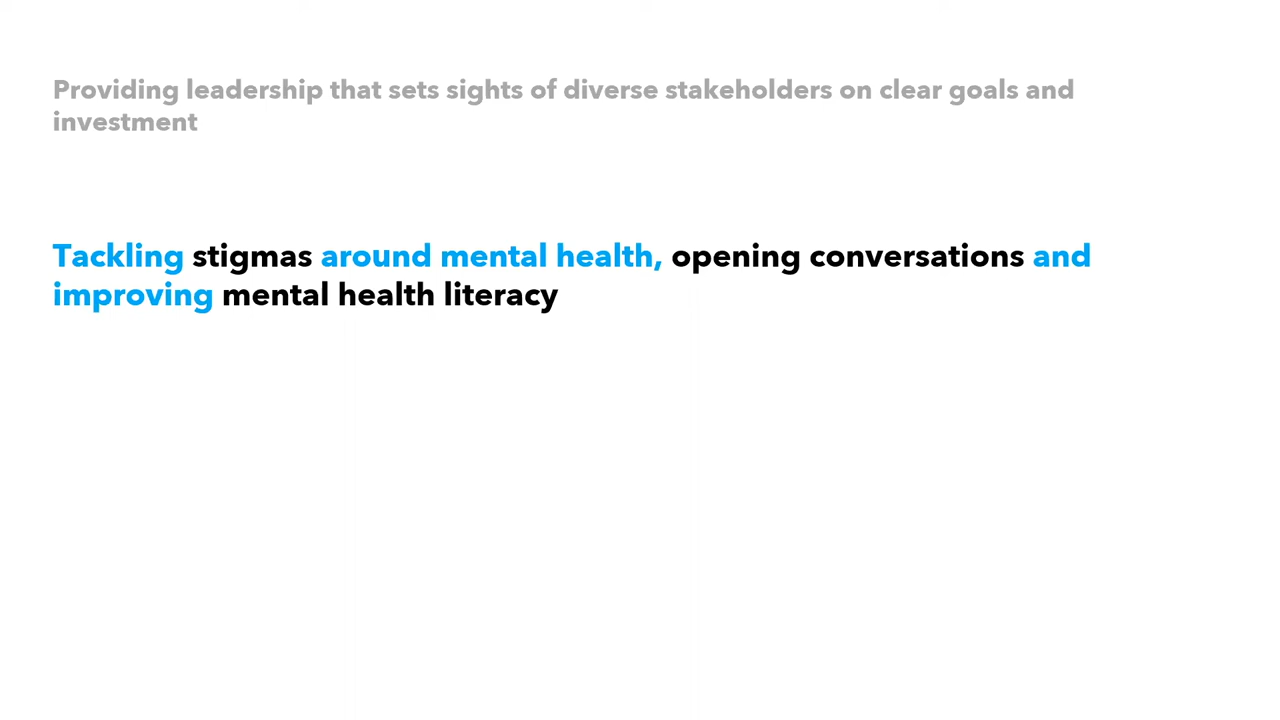 Providing leadership that sets sights of diverse stakeholders on clear goals and
investment
Tackling stigmas around mental health, opening conversations and
improving mental health literacy